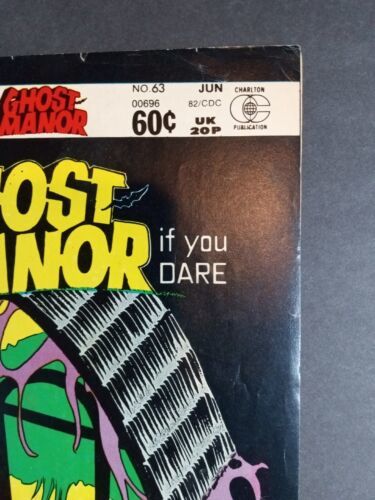 GHOST MANOR
NO. 63 JUN
00696 82/CDC
60¢ UK 20P
CHARLTON
C
PUBLICATION
OST
ANOR
if you
DARE